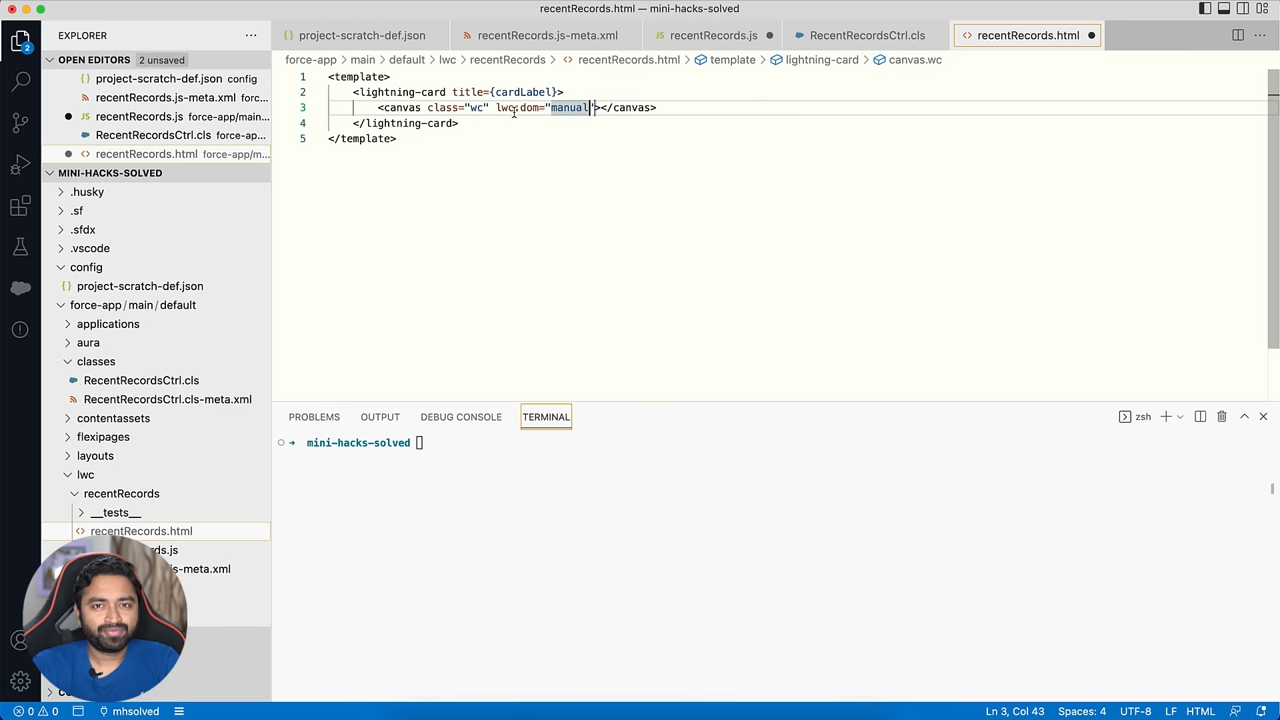 recentRecords.html — mini-hacks-solved
EXPLORER
project-scratch-def.json
recentRecords.js-meta.xml
recentRecords.js
RecentRecordsCtrl.cls
recentRecords.html
OPEN EDITORS 2 unsaved
force-app > main > default > lwc > recentRecords > recentRecords.html > template > lightning-card > canvas.wc
project-scratch-def.json config
recentRecords.js-meta.xml forc...
recentRecords.js force-app/main...
RecentRecordsCtrl.cls force-ap...
recentRecords.html force-app/m...
1 <template>
2 <lightning-card title={cardLabel}>
3 <canvas class="wc" lwc:dom="manual"></canvas>
4 </lightning-card>
5 </template>
MINI-HACKS-SOLVED
.husky
.sf
.sfdx
.vscode
config
project-scratch-def.json
force-app/main/default
applications
aura
classes
RecentRecordsCtrl.cls
RecentRecordsCtrl.cls-meta.xml
contentassets
flexipages
layouts
lwc
recentRecords
__tests__
recentRecords.html
s.js
js-meta.xml
2
PROBLEMS
OUTPUT
DEBUG CONSOLE
TERMINAL
zsh
mini-hacks-solved
0 0
mhsolved
Ln 3, Col 43
Spaces: 4
UTF-8
LF
HTML